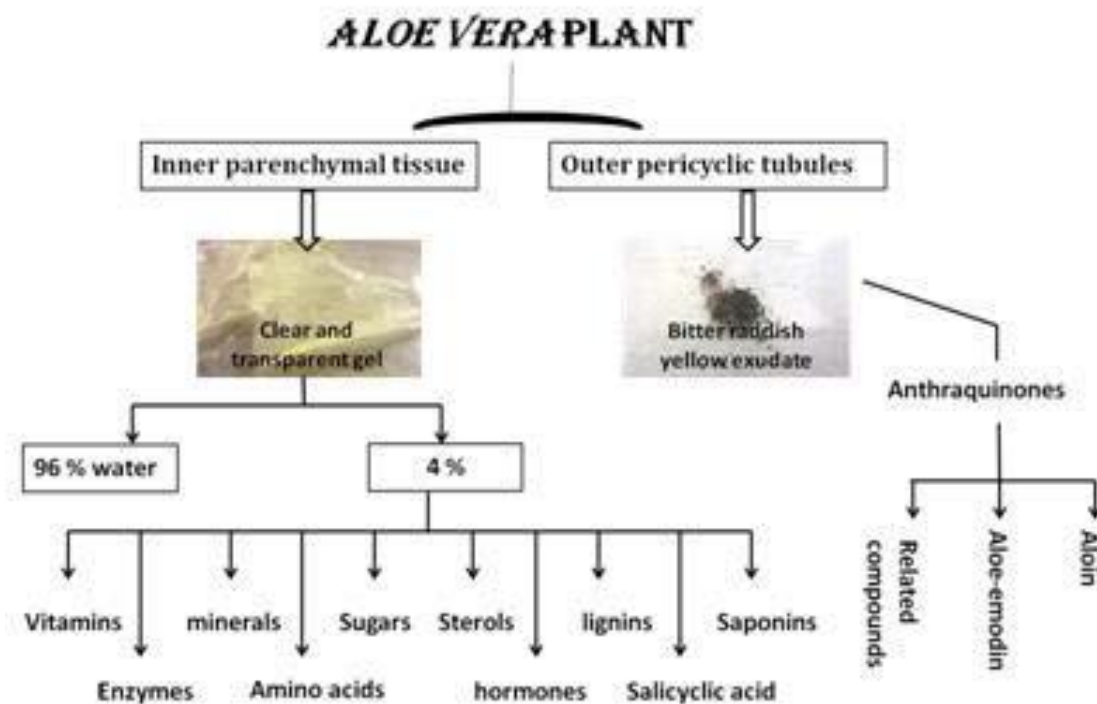 ALOE VERA PLANT
Inner parenchymal tissue
Outer pericyclic tubules
Clear and
transparent gel
Bitter raddish
yellow exudate
Anthraquinones
96 % water
4 %
Related
compounds
Aloe-emodin
Aloin
Vitamins
minerals
Sugars
Sterols
lignins
Saponins
Enzymes
Amino acids
hormones
Salicyclic acid